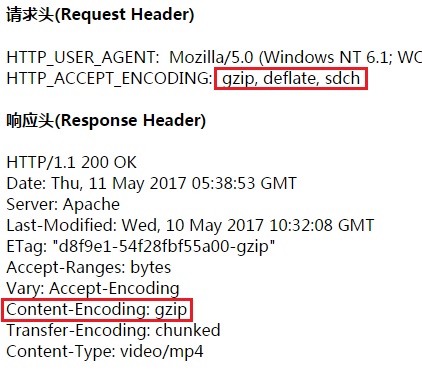 请求头(Request Header)
HTTP_USER_AGENT: Mozilla/5.0 (Windows NT 6.1;
HTTP_ACCEPT_ENCODING: gzip, deflate, sdch
响应头(Response Header)
HTTP/1.1 200 OK
Date: Thu, 11 May 2017 05:38:53 GMT
Server: Apache
Last-Modified: Wed, 10 May 2017 10:32:08 GMT
ETag: "d8f9e1-54f28fbf55a00-gzip"
Accept-Ranges: bytes
Vary: Accept-Encoding
Content-Encoding: gzip
Transfer-Encoding: chunked
Content-Type: video/mp4